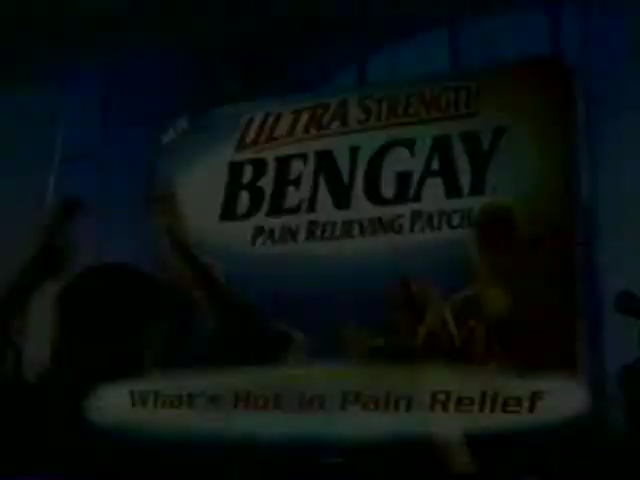 ULTRA STRENGTH
BENGAY
PAIN RELIEVING PATCH
What's Hot in Pain Relief